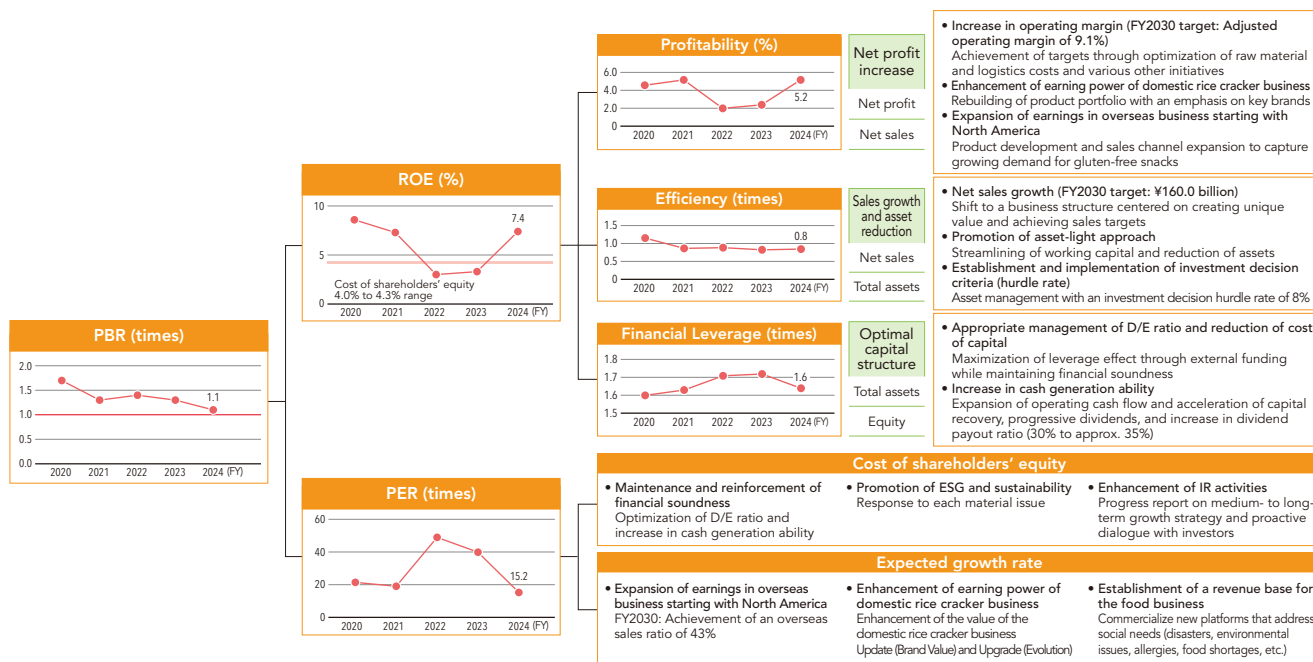 PBR (times)
2.0
1.5
1.0
0.5
0.0
1.1
2020 2021 2022 2023 2024 (FY)
ROE (%)
10
5
0
7.4
Cost of shareholders' equity
4.0% to 4.3% range
2020 2021 2022 2023 2024 (FY)
PER (times)
60
40
20
0
15.2
2020 2021 2022 2023 2024 (FY)
Profitability (%)
6.0
4.0
2.0
0
5.2
2020 2021 2022 2023 2024 (FY)
Net profit
increase
Net profit
Net sales
• Increase in operating margin (FY2030 target: Adjusted
operating margin of 9.1%)
Achievement of targets through optimization of raw material
and logistics costs and various other initiatives
• Enhancement of earning power of domestic rice cracker business
Rebuilding of product portfolio with an emphasis on key brands
• Expansion of earnings in overseas business starting with
North America
Product development and sales channel expansion to capture
growing demand for gluten-free snacks
Efficiency (times)
1.5
1.0
0.5
0
0.8
2020 2021 2022 2023 2024 (FY)
Sales growth
and asset
reduction
Net sales
Total assets
• Net sales growth (FY2030 target: ¥160.0 billion)
Shift to a business structure centered on creating unique
value and achieving sales targets
• Promotion of asset-light approach
Streamlining of working capital and reduction of assets
• Establishment and implementation of investment decision
criteria (hurdle rate)
Asset management with an investment decision hurdle rate of 8%
Financial Leverage (times)
1.8
1.7
1.6
1.5
1.6
2020 2021 2022 2023 2024 (FY)
Optimal
capital
structure
Total assets
Equity
• Appropriate management of D/E ratio and reduction of cost
of capital
Maximization of leverage effect through external funding
while maintaining financial soundness
• Increase in cash generation ability
Expansion of operating cash flow and acceleration of capital
recovery, progressive dividends, and increase in dividend
payout ratio (30% to approx. 35%)
Cost of shareholders' equity
• Maintenance and reinforcement of
financial soundness
Optimization of D/E ratio and
increase in cash generation ability
• Promotion of ESG and sustainability
Response to each material issue
• Enhancement of IR activities
Progress report on medium- to long-
term growth strategy and proactive
dialogue with investors
Expected growth rate
• Expansion of earnings in overseas
business starting with North America
FY2030: Achievement of an overseas
sales ratio of 43%
• Enhancement of earning power of
domestic rice cracker business
Enhancement of the value of the
domestic rice cracker business
Update (Brand Value) and Upgrade (Evolution)
• Establishment of a revenue base for
the food business
Commercialize new platforms that address
social needs (disasters, environmental
issues, allergies, food shortages, etc.)